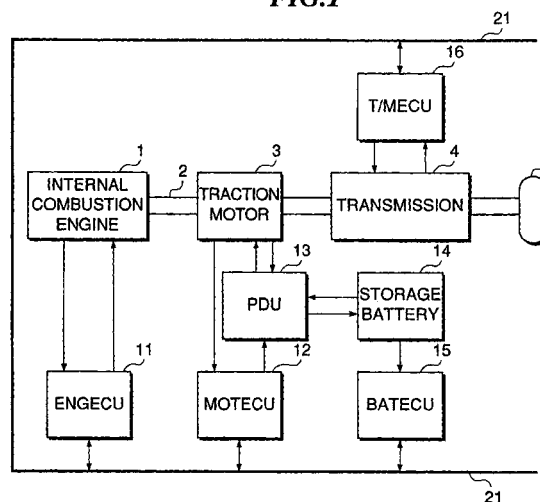 FIG.1
21
16
T/MECU
1
2
3
4
INTERNAL
COMBUSTION
ENGINE
TRACTION
MOTOR
TRANSMISSION
13
14
PDU
STORAGE
BATTERY
11
12
15
ENGECU
MOTECU
BATECU
21